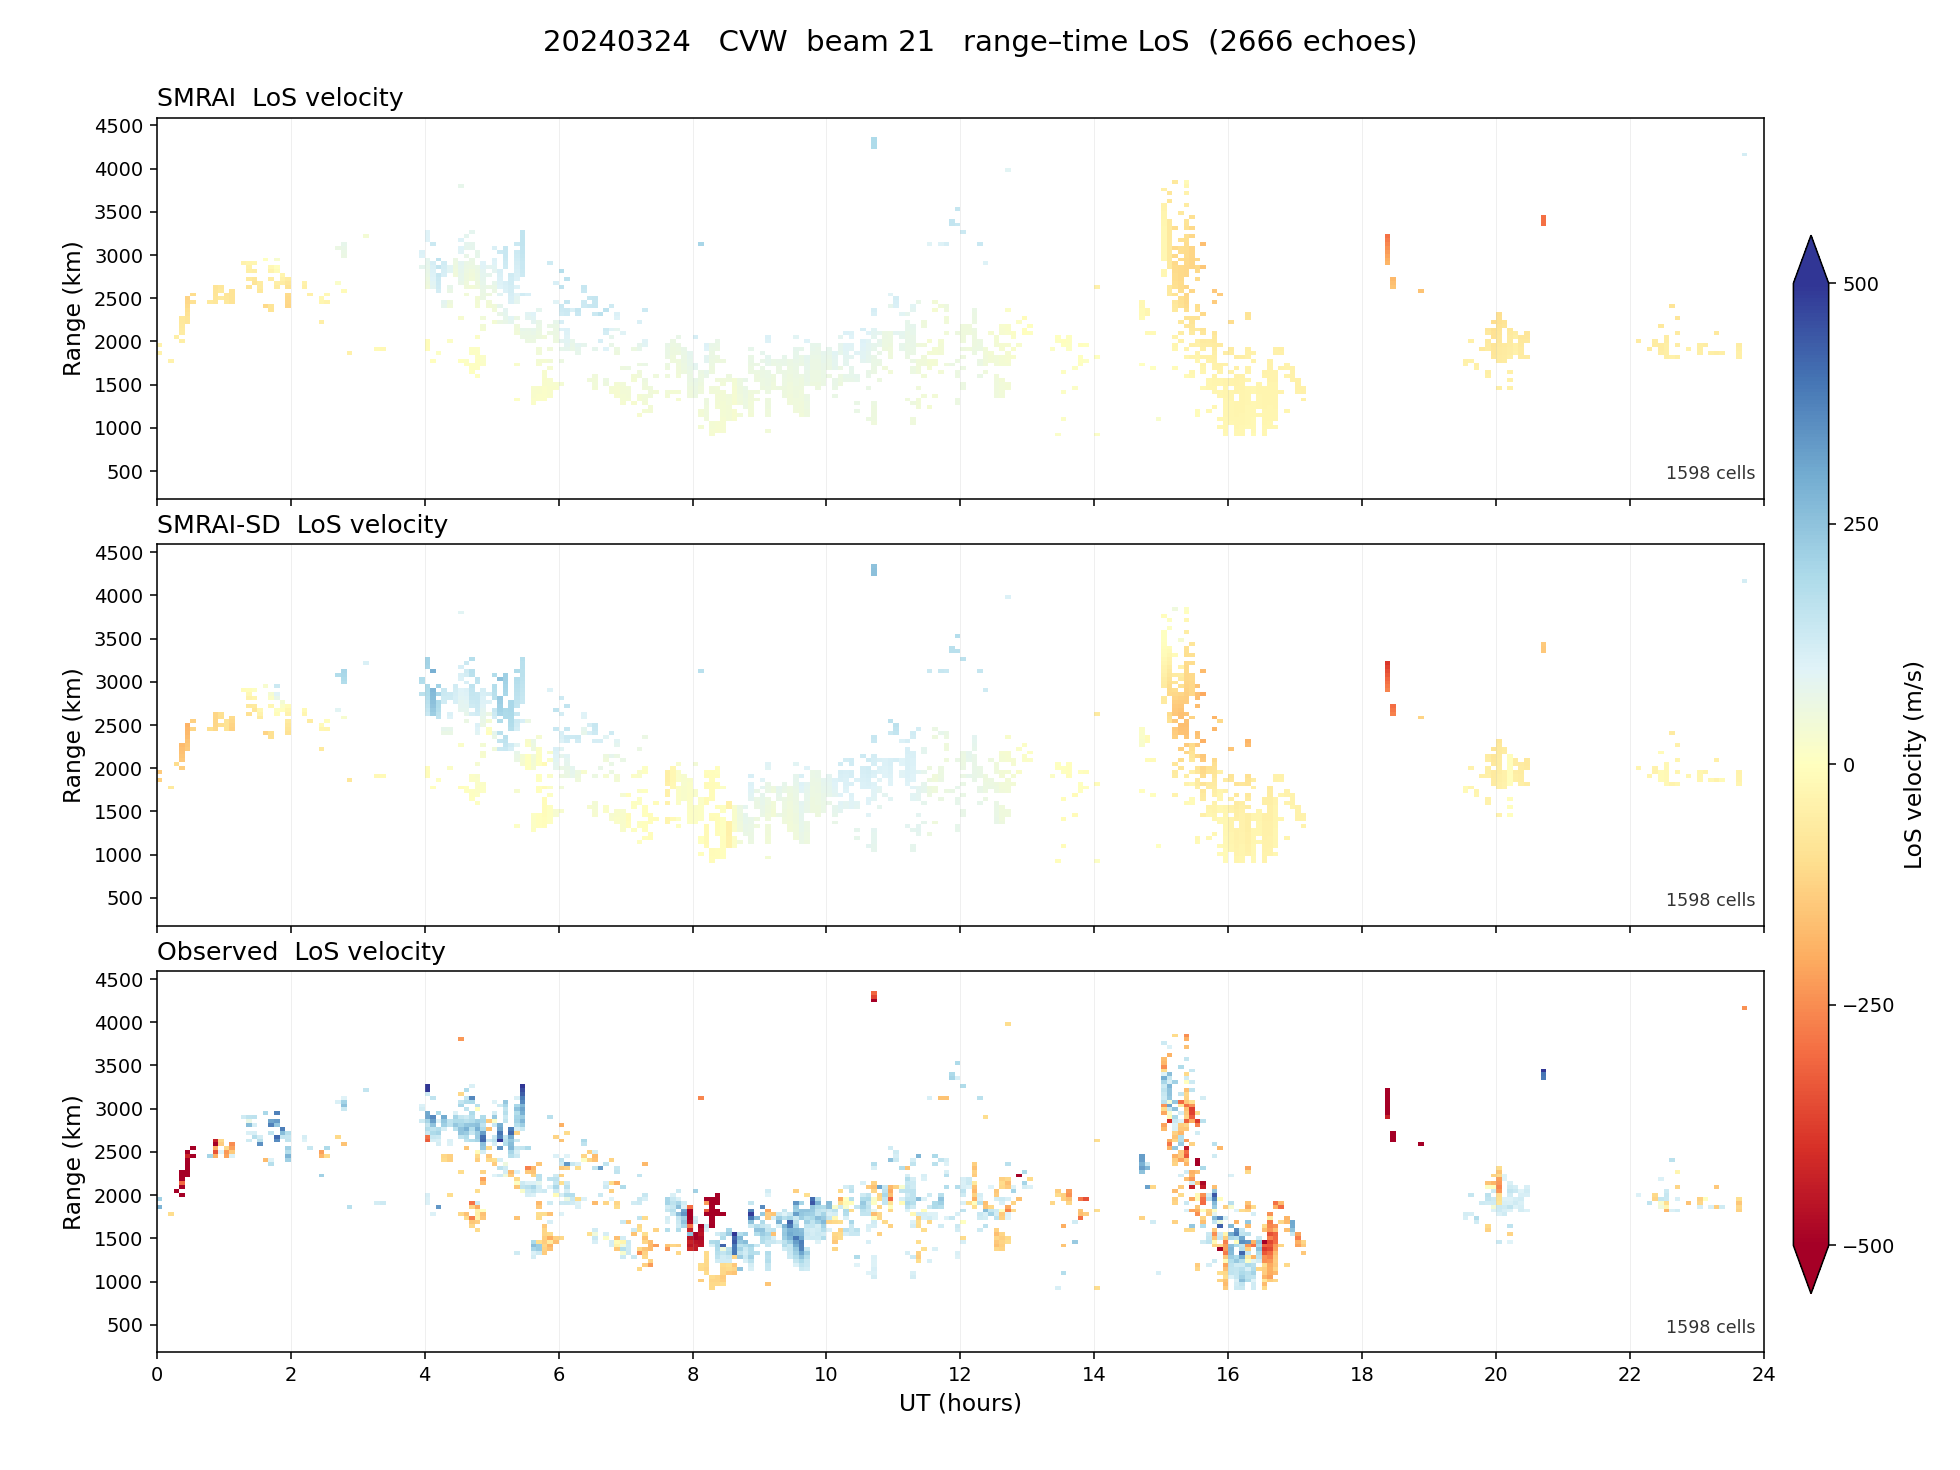 20240324   CVW  beam 21   range–time LoS  (2666 echoes)
SMRAI  LoS velocity
4500
4000
3500
3000
2500
2000
1500
1000
500
Range (km)
1598 cells
SMRAI-SD  LoS velocity
4500
4000
3500
3000
2500
2000
1500
1000
500
Range (km)
1598 cells
Observed  LoS velocity
4500
4000
3500
3000
2500
2000
1500
1000
500
Range (km)
1598 cells
0 2 4 6 8 10 12 14 16 18 20 22 24
UT (hours)
500
250
0
−250
−500
LoS velocity (m/s)